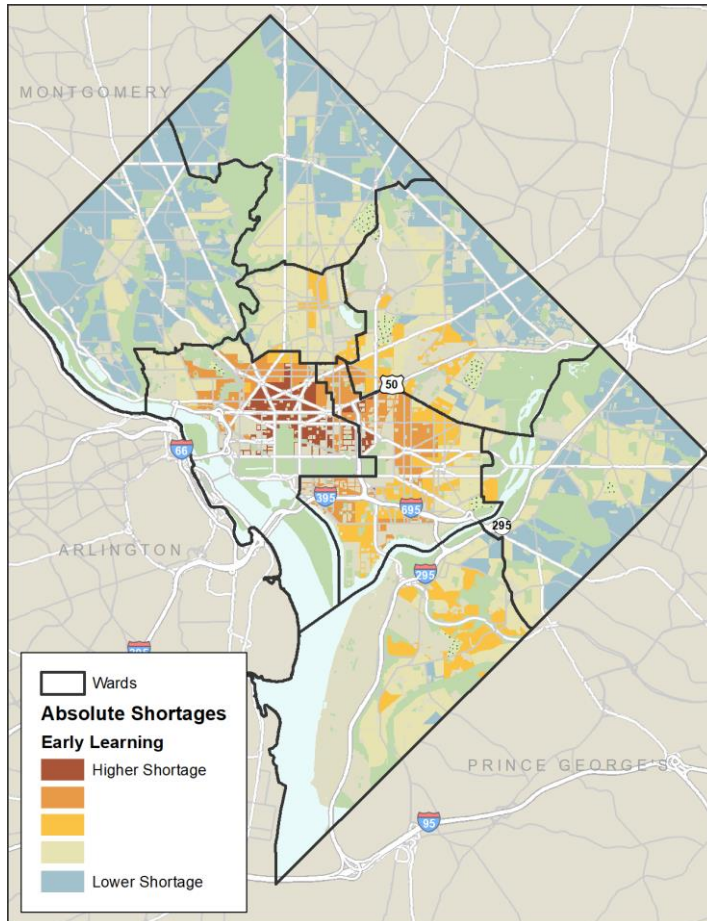 MONTGOMERY
50
66
395
695
295
ARLINGTON
295
395
Wards
Absolute Shortages
Early Learning
Higher Shortage
Lower Shortage
PRINCE GEORGE'S
95